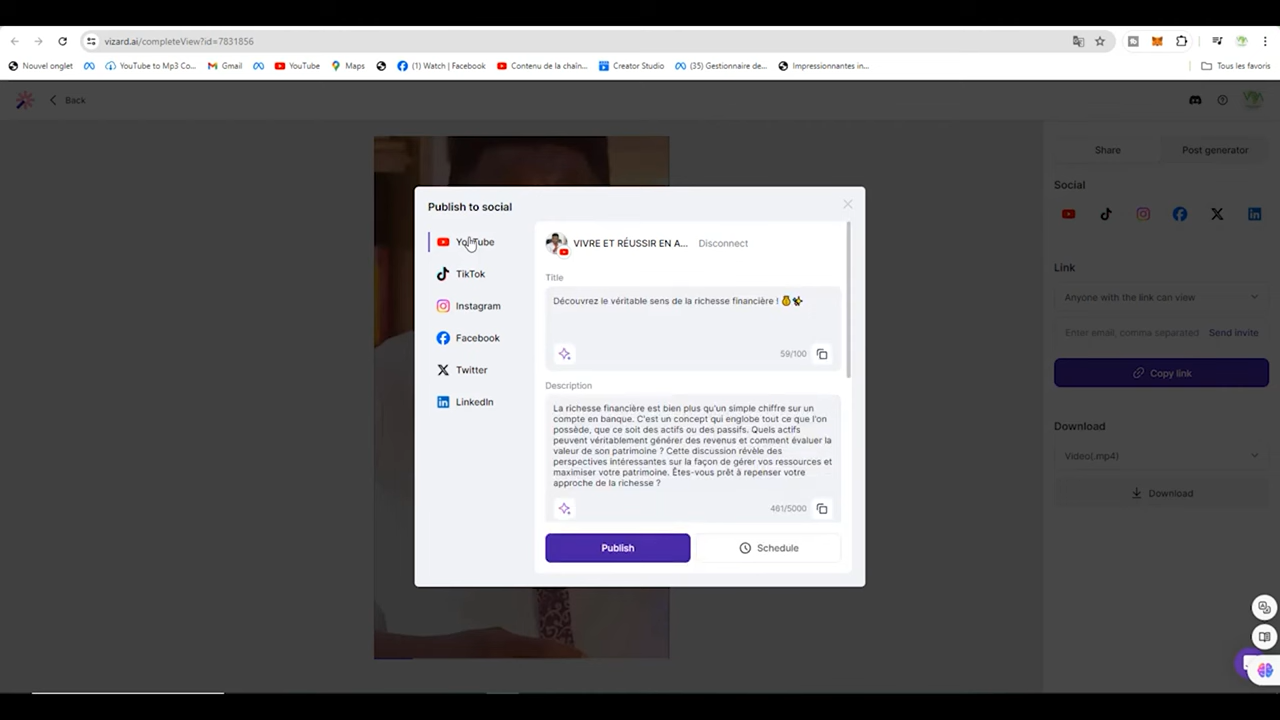 vizard.ai/completeView?id=7831856
Nouvel onglet
YouTube to Mp3 Co...
Gmail
YouTube
Maps
(1) Watch | Facebook
Contenu de la chaîn...
Creator Studio
(35) Gestionnaire de...
Impressionnantes in...
Tous les favoris
Back
Share
Post generator
Social
Link
Anyone with the link can view
Enter email, comma separated
Send invite
Copy link
Download
Video(.mp4)
Download
Publish to social
YouTube
TikTok
Instagram
Facebook
Twitter
LinkedIn
VIVRE ET RÉUSSIR EN A...
Disconnect
Title
Découvrez le véritable sens de la richesse financière ! 💰💸
59/100
Description
La richesse financière est bien plus qu'un simple chiffre sur un
compte en banque. C'est un concept qui englobe tout ce que l'on
possède, que ce soit des actifs ou des passifs. Quels actifs
peuvent véritablement générer des revenus et comment évaluer la
valeur de son patrimoine ? Cette discussion révèle des
perspectives intéressantes sur la façon de gérer vos ressources et
maximiser votre patrimoine. Êtes-vous prêt à repenser votre
approche de la richesse ?
461/5000
Publish
Schedule